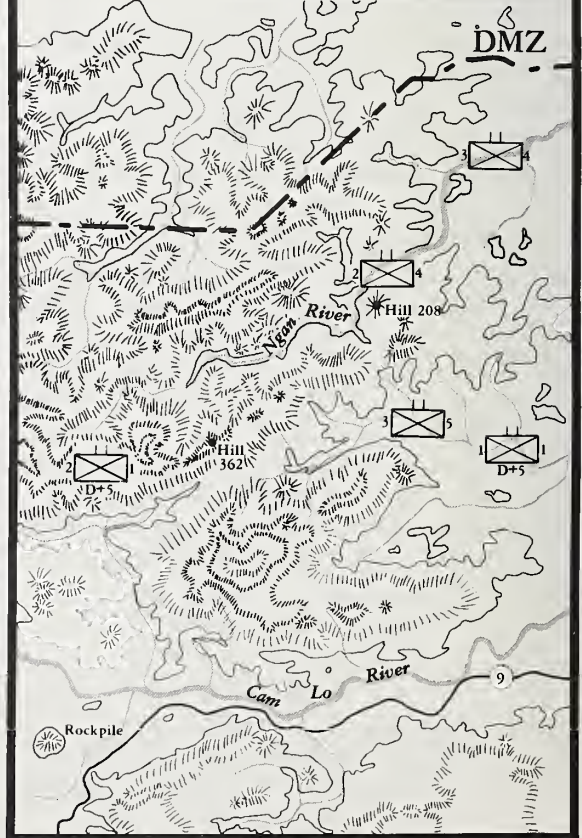 DMZ
3 4
2 4
Hill 208
Ngan River
3 5
1 1
D+5
Hill
362
2 1
D+5
Cam Lo River
9
Rockpile